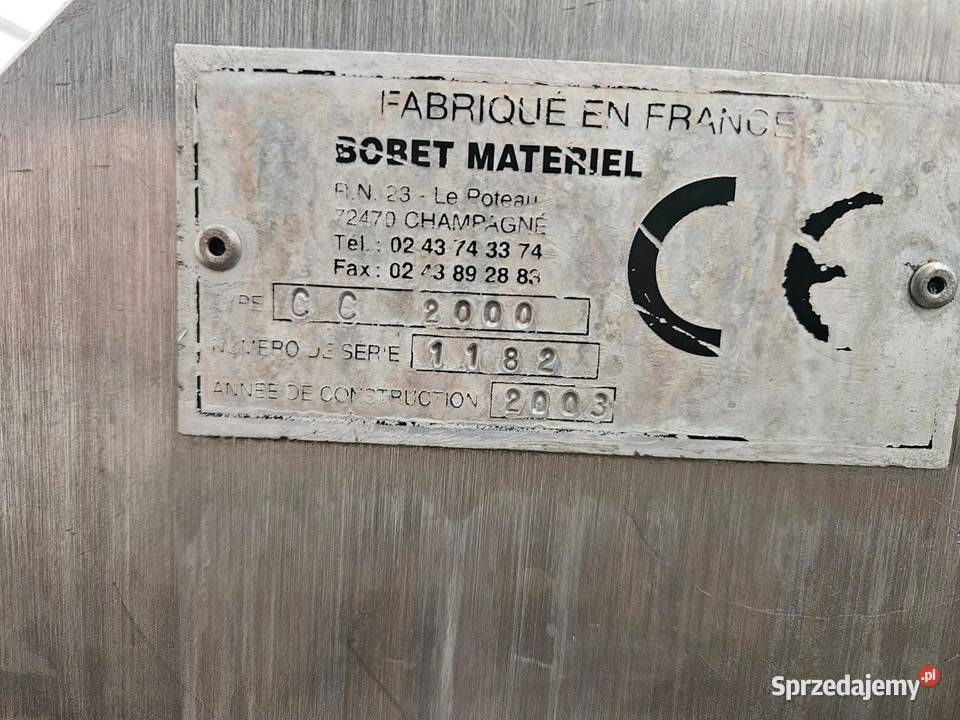 FABRIQUÉ EN FRANCE
BOBET MATERIEL
R.N. 23 - Le Poteau
72470 CHAMPAGNÉ
Tél. : 02 43 74 33 74
Fax : 02 43 89 28 83
TYPE CC 2000
NUMERO DE SERIE 1182
ANNEE DE CONSTRUCTION 2003
CE
Sprzedajemy.pl